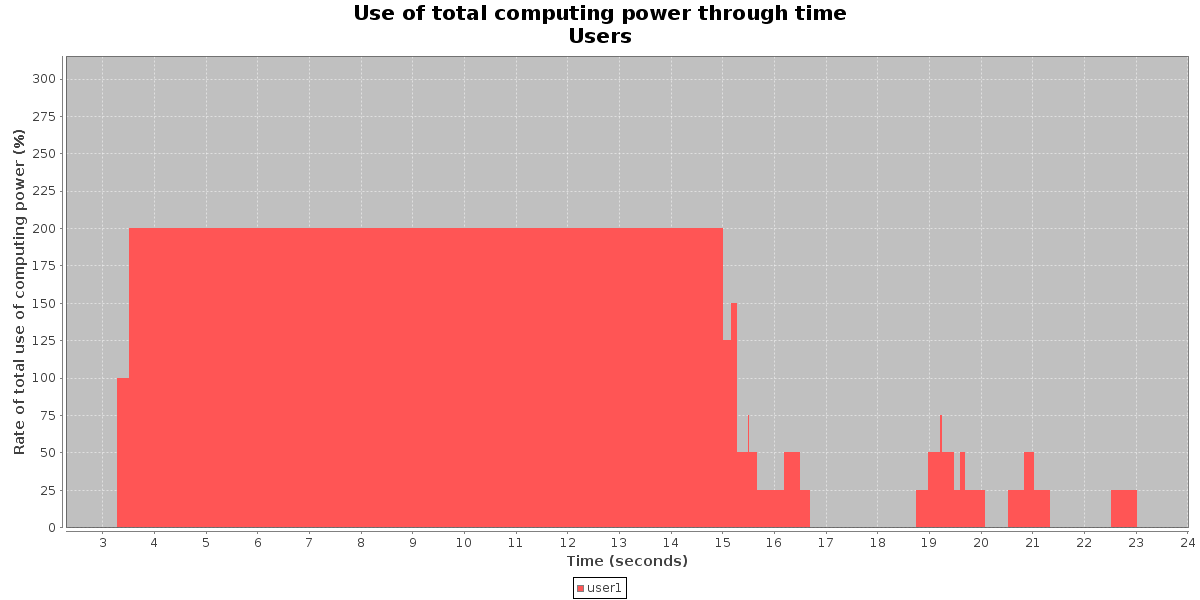 Use of total computing power through time
Users
Rate of total use of computing power (%)
300
275
250
225
200
175
150
125
100
75
50
25
0
3 4 5 6 7 8 9 10 11 12 13 14 15 16 17 18 19 20 21 22 23 24
Time (seconds)
user1